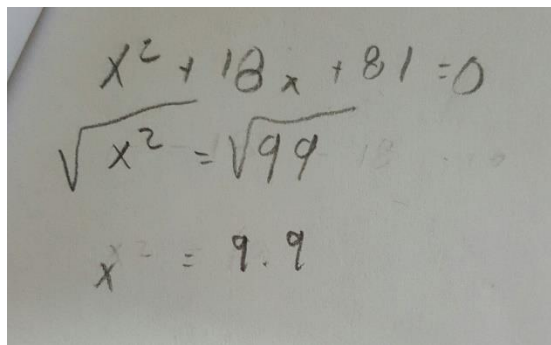 x² + 18x + 81 = 0
√x² = √99
x = 9.9